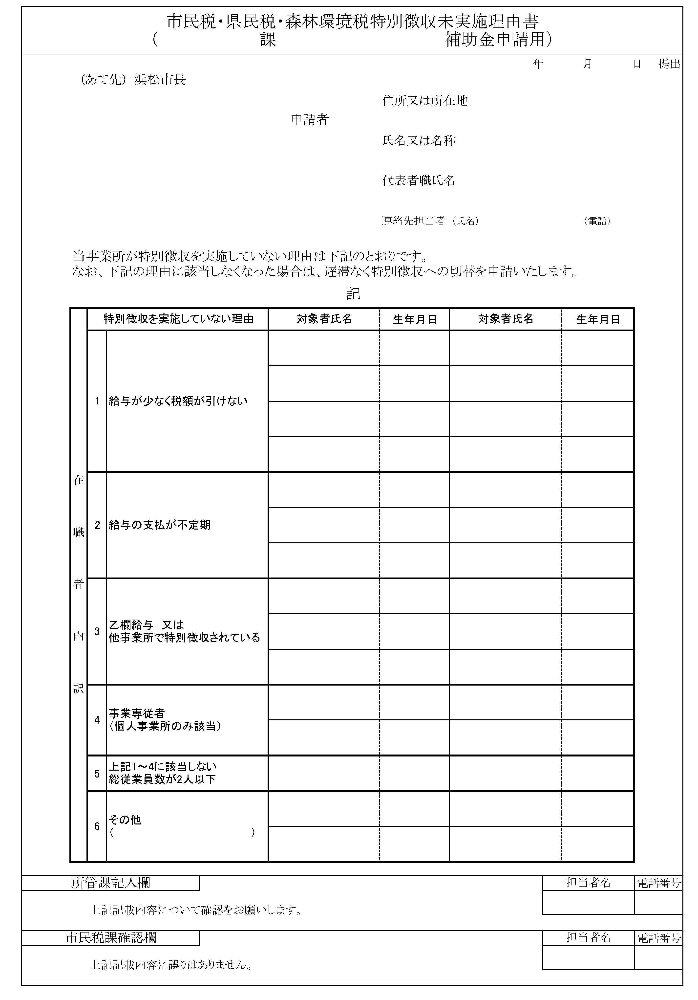 市民税・県民税・森林環境税特別徴収未実施理由書
（　　　　　　課　　　　　　　　　　補助金申請用）
年　　　月　　　日　提出
（あて先）浜松市長
住所又は所在地
申請者
氏名又は名称
代表者職氏名
連絡先担当者（氏名）　　　　　　　　（電話）
当事業所が特別徴収を実施していない理由は下記のとおりです。
なお、下記の理由に該当しなくなった場合は、遅滞なく特別徴収への切替を申請いたします。
記
在職者内訳
特別徴収を実施していない理由　対象者氏名　生年月日　対象者氏名　生年月日
1　給与が少なく税額が引けない
2　給与の支払が不定期
3　乙欄給与　又は
他事業所で特別徴収されている
4　事業専従者
（個人事業所のみ該当）
5　上記1～4に該当しない
総従業員数が2人以下
6　その他
（　　　　　　　　　　　　）
所管課記入欄　担当者名　電話番号
上記記載内容について確認をお願いします。
市民税課確認欄　担当者名　電話番号
上記記載内容に誤りはありません。